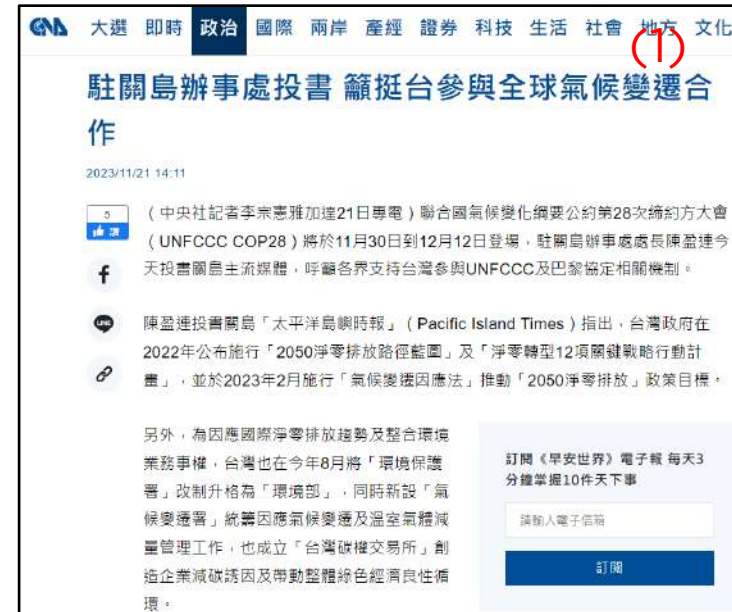 CNA 大選 即時 政治 國際 兩岸 產經 證券 科技 生活 社會 地方 文化
(1)
駐關島辦事處投書 籲挺台參與全球氣候變遷合
作
2023/11/21 14:11
5
讚
（中央社記者李宗憲雅加達21日專電）聯合國氣候變化綱要公約第28次締約方大會
（UNFCCC COP28）將於11月30日到12月12日登場，駐關島辦事處處長陳盈連今
天投書關島主流媒體，呼籲各界支持台灣參與UNFCCC及巴黎協定相關機制。
陳盈連投書關島「太平洋島嶼時報」（Pacific Island Times）指出，台灣政府在
2022年公布施行「2050淨零排放路徑藍圖」及「淨零轉型12項關鍵戰略行動計
畫」，並於2023年2月施行「氣候變遷因應法」推動「2050淨零排放」政策目標。
另外，為因應國際淨零排放趨勢及整合環境
業務事權，台灣也在今年8月將「環境保護
署」改制升格為「環境部」，同時新設「氣
候變遷署」統籌因應氣候變遷及溫室氣體減
量管理工作，也成立「台灣碳權交易所」創
造企業減碳誘因及帶動整體綠色經濟良性循
環。
訂閱《早安世界》電子報 每天3
分鐘掌握10件天下事
請輸入電子信箱
訂閱